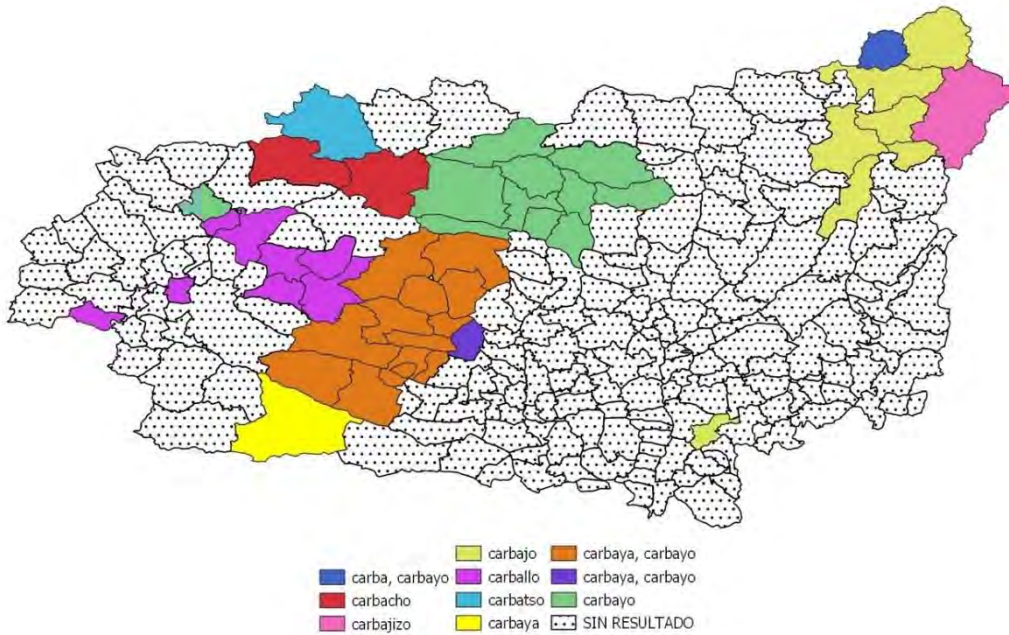 carba, carbayo
carbacho
carbajizo
carbajo
carballo
carbatso
carbaya
carbaya, carbayo
carbaya, carbayo
carbayo
SIN RESULTADO